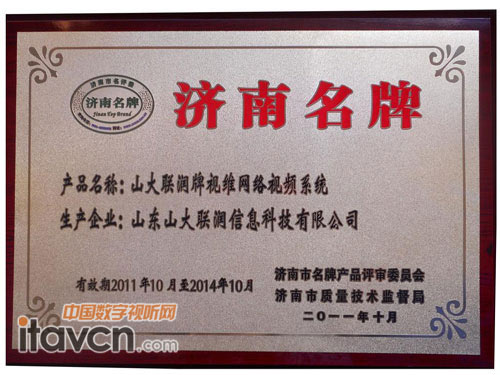 济南市名评委
济南名牌
Jinan Top Brand
济南名牌
产品名称：山大联润牌视维网络视频系统
生产企业：山东山大联润信息科技有限公司
有效期2011年10月至2014年10月
济南市名牌产品评审委员会
济南市质量技术监督局
二〇一一年十月
中国数字视听网
itavcn.com